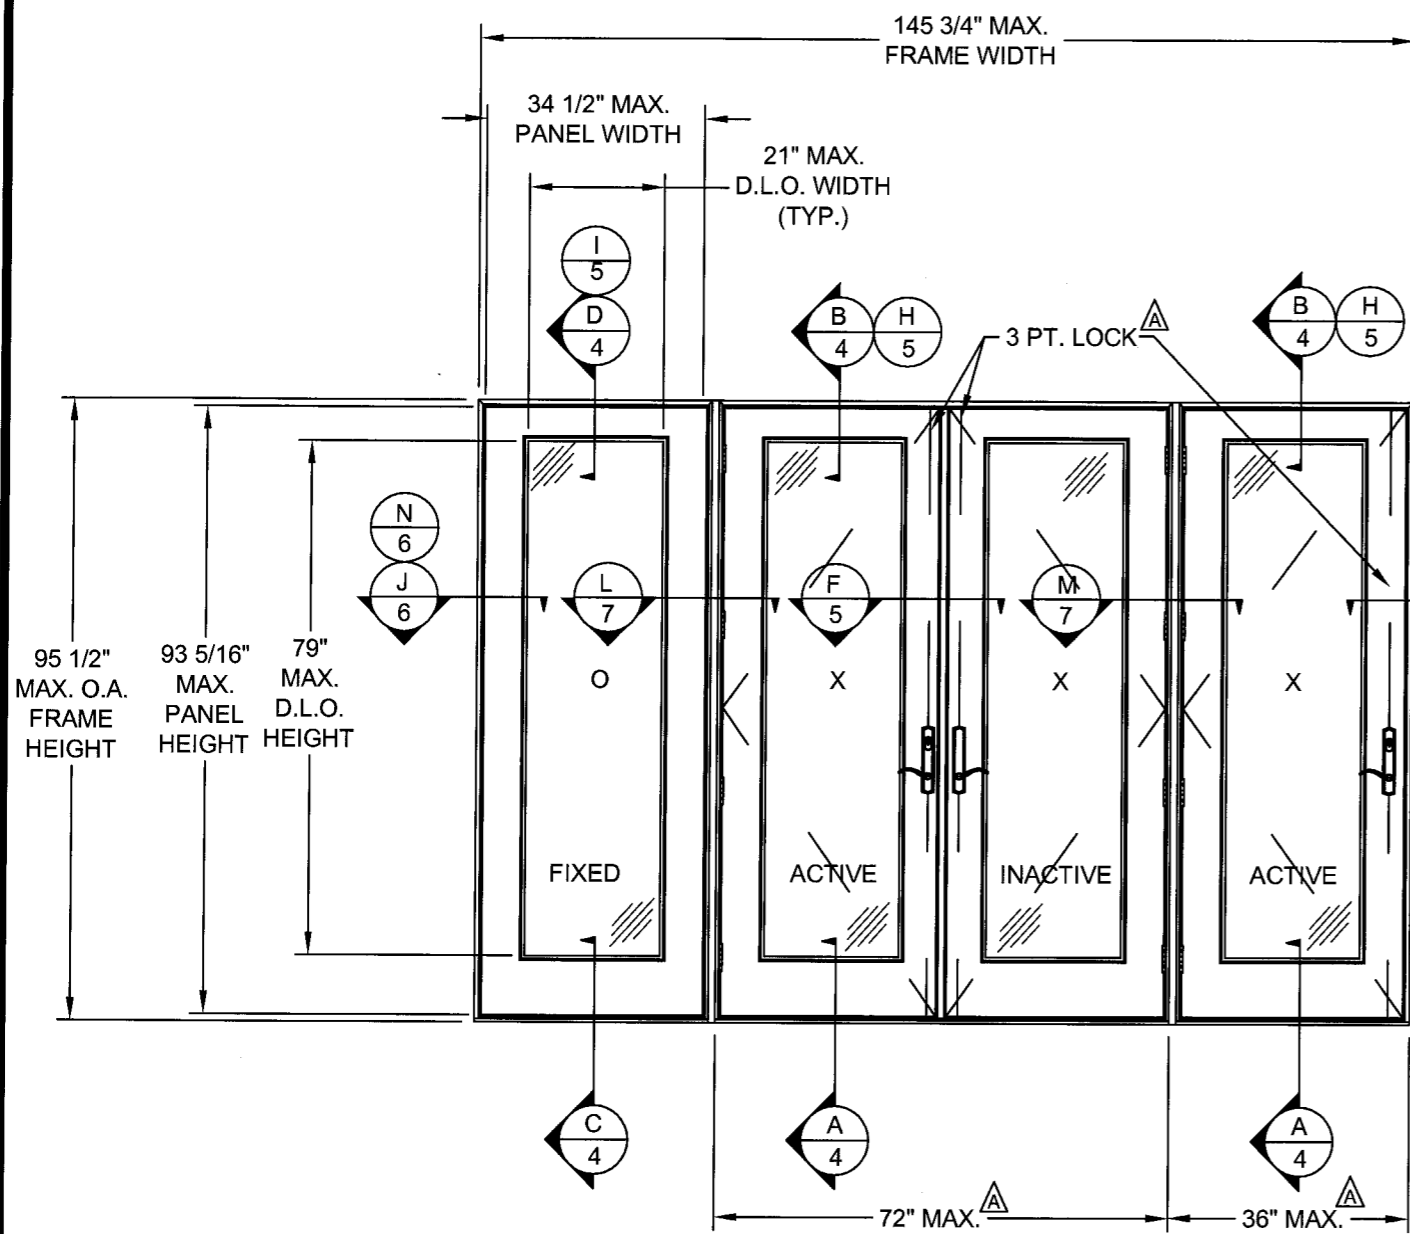 145 3/4" MAX.
FRAME WIDTH
34 1/2" MAX.
PANEL WIDTH
21" MAX.
D.L.O. WIDTH
(TYP.)
I
5
D
4
B
4
H
5
3 PT. LOCK A
B
4
H
5
N
6
J
6
L
7
F
5
M
7
95 1/2"
MAX. O.A.
FRAME
HEIGHT
93 5/16"
MAX.
PANEL
HEIGHT
79"
MAX.
D.L.O.
HEIGHT
O
X
X
X
FIXED
ACTIVE
INACTIVE
ACTIVE
C
4
A
4
A
4
72" MAX. A
36" MAX. A